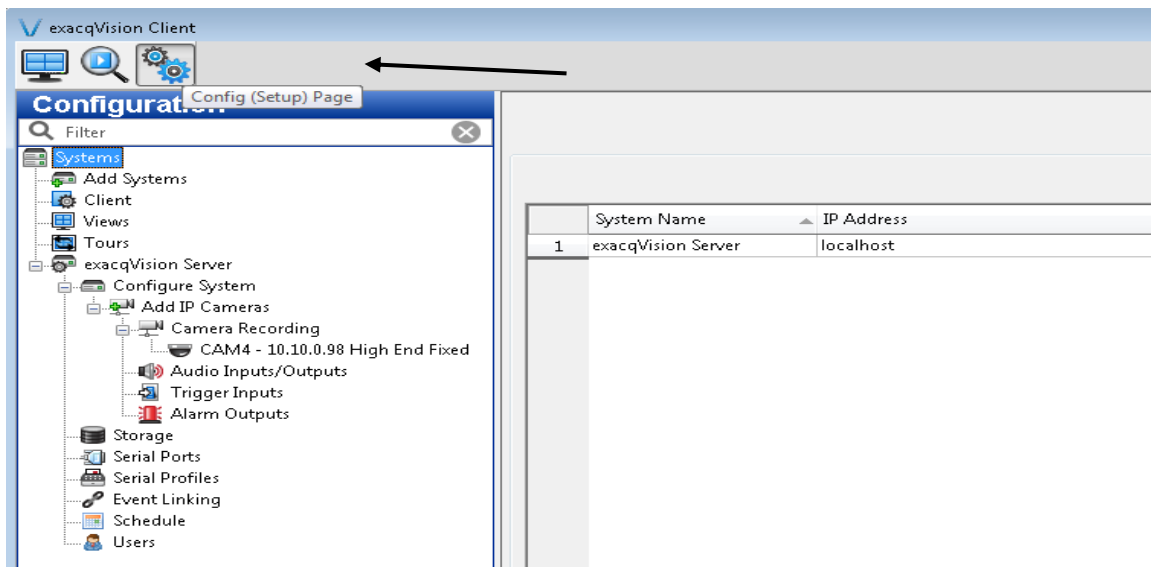 exacqVision Client
Config (Setup) Page
Configuration
Filter
Systems
Add Systems
Client
Views
Tours
exacqVision Server
Configure System
Add IP Cameras
Camera Recording
CAM4 - 10.10.0.98 High End Fixed
Audio Inputs/Outputs
Trigger Inputs
Alarm Outputs
Storage
Serial Ports
Serial Profiles
Event Linking
Schedule
Users
System Name IP Address
1 exacqVision Server localhost